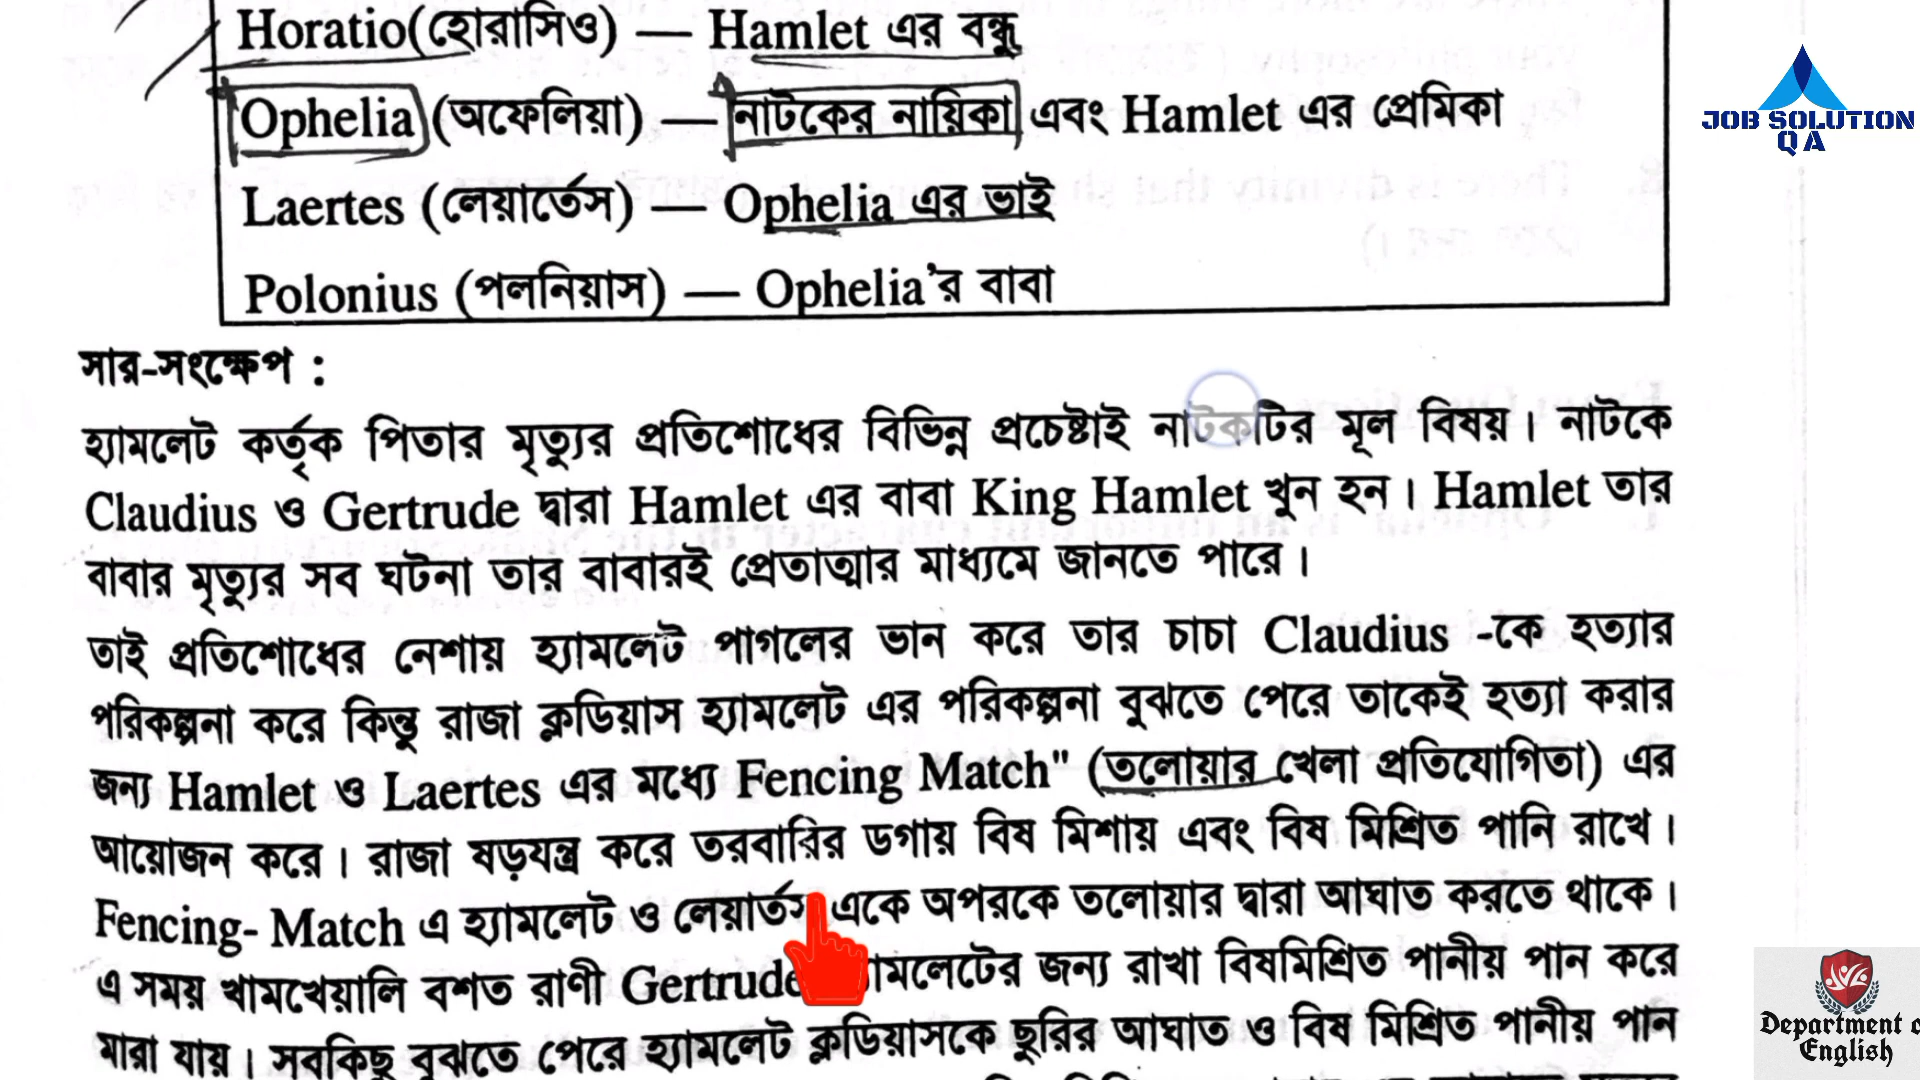 Horatio(হোরাসিও) — Hamlet এর বন্ধু
Ophelia (অফেলিয়া) — নাটকের নায়িকা এবং Hamlet এর প্রেমিকা
Laertes (লেয়ার্তেস) — Ophelia এর ভাই
Polonius (পলনিয়াস) — Ophelia'র বাবা
সার-সংক্ষেপ :
হ্যামলেট কর্তৃক পিতার মৃত্যুর প্রতিশোধের বিভিন্ন প্রচেষ্টাই নাটকটির মূল বিষয়। নাটকে
Claudius ও Gertrude দ্বারা Hamlet এর বাবা King Hamlet খুন হন। Hamlet তার
বাবার মৃত্যুর সব ঘটনা তার বাবারই প্রেতাত্মার মাধ্যমে জানতে পারে।
তাই প্রতিশোধের নেশায় হ্যামলেট পাগলের ভান করে তার চাচা Claudius -কে হত্যার
পরিকল্পনা করে কিন্তু রাজা ক্লডিয়াস হ্যামলেট এর পরিকল্পনা বুঝতে পেরে তাকেই হত্যা করার
জন্য Hamlet ও Laertes এর মধ্যে Fencing Match" (তলোয়ার খেলা প্রতিযোগিতা) এর
আয়োজন করে। রাজা ষড়যন্ত্র করে তরবারির ডগায় বিষ মিশায় এবং বিষ মিশ্রিত পানি রাখে।
Fencing- Match এ হ্যামলেট ও লেয়ার্তস একে অপরকে তলোয়ার দ্বারা আঘাত করতে থাকে।
এ সময় খামখেয়ালি বশত রাণী Gertrude হ্যামলেটের জন্য রাখা বিষমিশ্রিত পানীয় পান করে
মারা যায়। সবকিছু বুঝতে পেরে হ্যামলেট ক্লডিয়াসকে ছুরির আঘাত ও বিষ মিশ্রিত পানীয় পান
JOB SOLUTION
QA
Department o
English